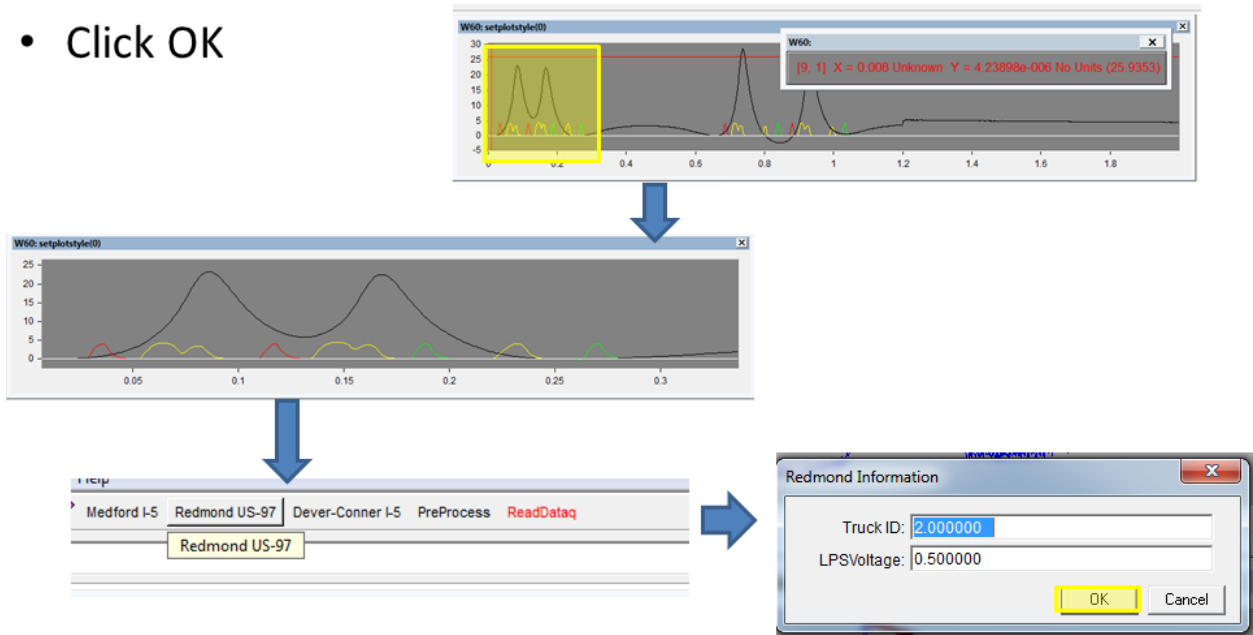 • Click OK
W60: setplotstyle(0)
W60:
[9, 1] X = 0.008 Unknown Y = 4.23898e-006 No Units (25.9353)
30
25
20
15
10
5
0
-5
0 0.2 0.4 0.6 0.8 1 1.2 1.4 1.6 1.8
W60: setplotstyle(0)
25
20
15
10
5
0
0.05 0.1 0.15 0.2 0.25 0.3
Help
Medford I-5 Redmond US-97 Dever-Conner I-5 PreProcess ReadDataq
Redmond US-97
Redmond Information
Truck ID: 2.000000
LPSVoltage: 0.500000
OK Cancel